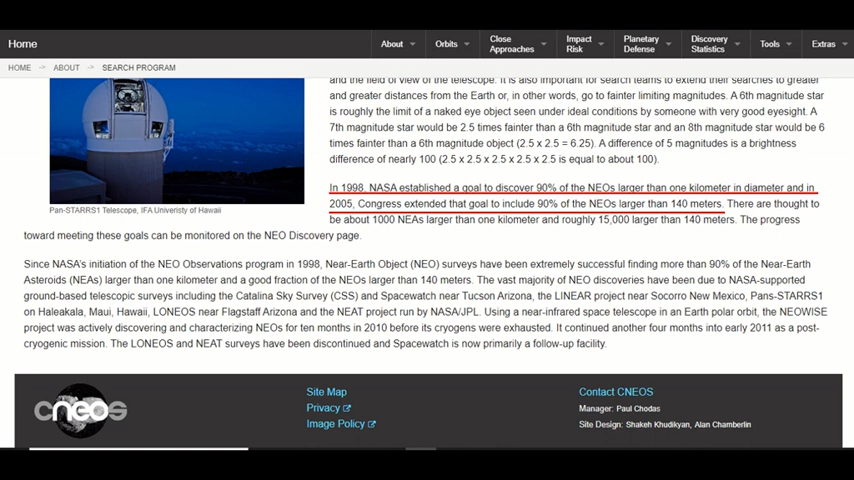 Home
About
Orbits
Close Approaches
Impact Risk
Planetary Defense
Discovery Statistics
Tools
Extras
HOME -> ABOUT -> SEARCH PROGRAM
and the field of view of the telescope. It is also important for search teams to extend their searches to greater
and greater distances from the Earth or, in other words, go to fainter limiting magnitudes. A 6th magnitude star
is roughly the limit of a naked eye object seen under ideal conditions by someone with very good eyesight. A
7th magnitude star would be 2.5 times fainter than a 6th magnitude star and an 8th magnitude star would be 6
times fainter than a 6th magnitude object (2.5 x 2.5 = 6.25). A difference of 5 magnitudes is a brightness
difference of nearly 100 (2.5 x 2.5 x 2.5 x 2.5 x 2.5 is equal to about 100).
Pan-STARRS1 Telescope, IFA Univeristy of Hawaii
In 1998, NASA established a goal to discover 90% of the NEOs larger than one kilometer in diameter and in
2005, Congress extended that goal to include 90% of the NEOs larger than 140 meters. There are thought to
be about 1000 NEAs larger than one kilometer and roughly 15,000 larger than 140 meters. The progress
toward meeting these goals can be monitored on the NEO Discovery page.
Since NASA's initiation of the NEO Observations program in 1998, Near-Earth Object (NEO) surveys have been extremely successful finding more than 90% of the Near-Earth
Asteroids (NEAs) larger than one kilometer and a good fraction of the NEOs larger than 140 meters. The vast majority of NEO discoveries have been due to NASA-supported
ground-based telescopic surveys including the Catalina Sky Survey (CSS) and Spacewatch near Tucson Arizona, the LINEAR project near Socorro New Mexico, Pans-STARRS1
on Haleakala, Maui, Hawaii, LONEOS near Flagstaff Arizona and the NEAT project run by NASA/JPL. Using a near-infrared space telescope in an Earth polar orbit, the NEOWISE
project was actively discovering and characterizing NEOs for ten months in 2010 before its cryogens were exhausted. It continued another four months into early 2011 as a post-
cryogenic mission. The LONEOS and NEAT surveys have been discontinued and Spacewatch is now primarily a follow-up facility.
cneos
Site Map
Privacy
Image Policy
Contact CNEOS
Manager: Paul Chodas
Site Design: Shakeh Khudikyan, Alan Chamberlin